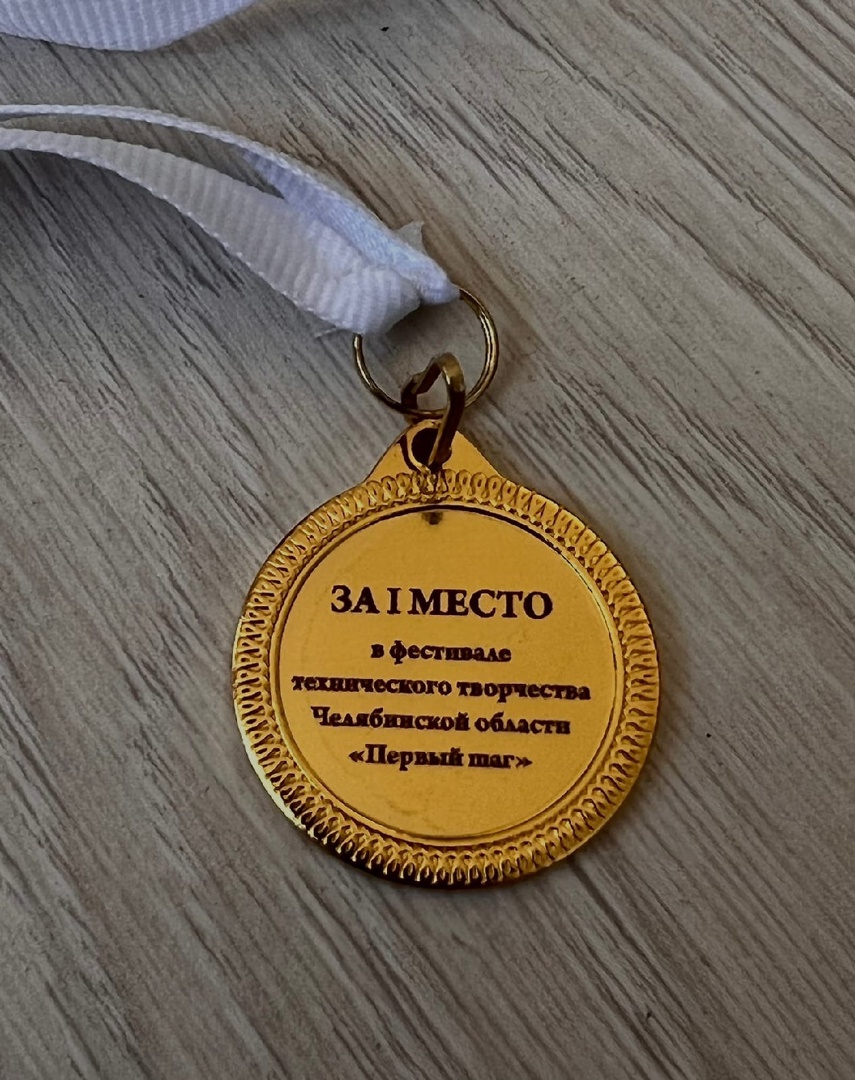 ЗА I МЕСТО
в фестивале
технического творчества
Челябинской области
«Первый шаг»